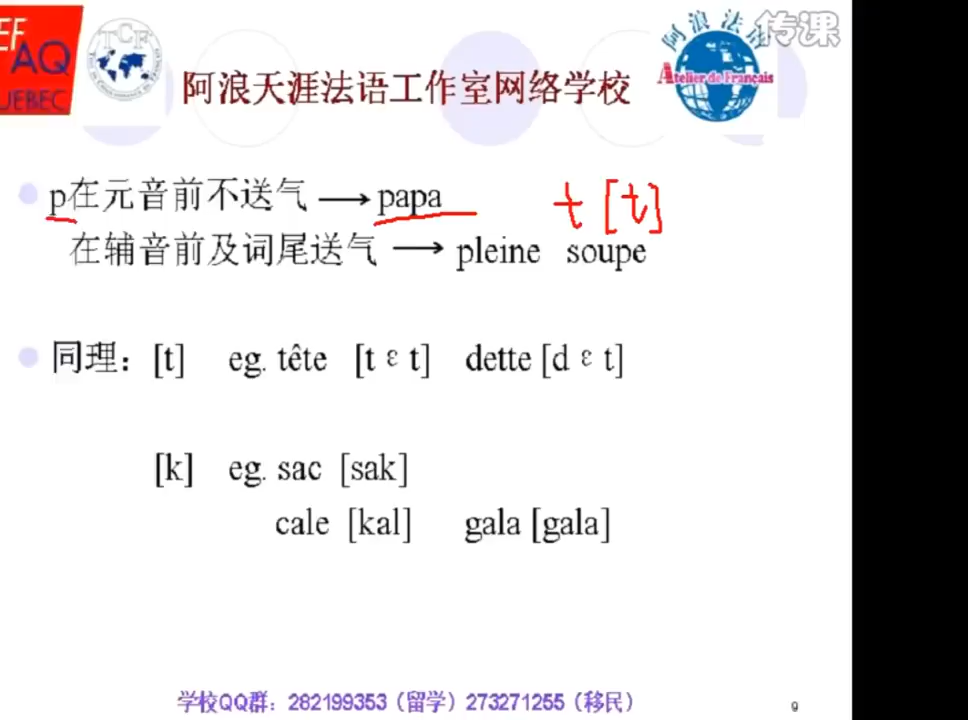 EF
AQ
UEBEC
TCF
阿浪法语
传课
Atelier de Français
阿浪天涯法语工作室网络学校
p在元音前不送气 → papa t [t]
在辅音前及词尾送气 → pleine soupe
同理：[t] eg. tête [t ε t] dette [d ε t]
[k] eg. sac [sak]
cale [kal] gala [gala]
学校QQ群：282199353（留学）273271255（移民）
9